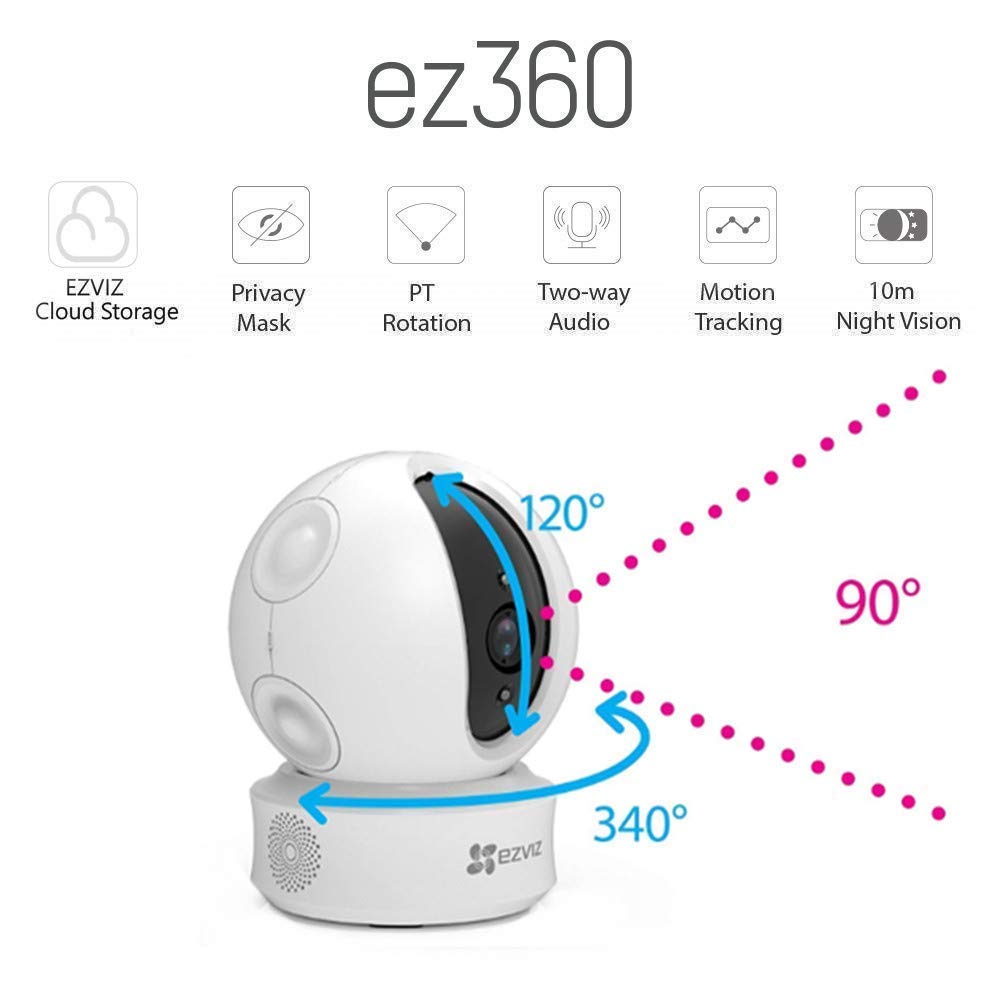 ez360
EZVIZ
Cloud Storage
Privacy
Mask
PT
Rotation
Two-way
Audio
Motion
Tracking
10m
Night Vision
120°
90°
340°
ezviz